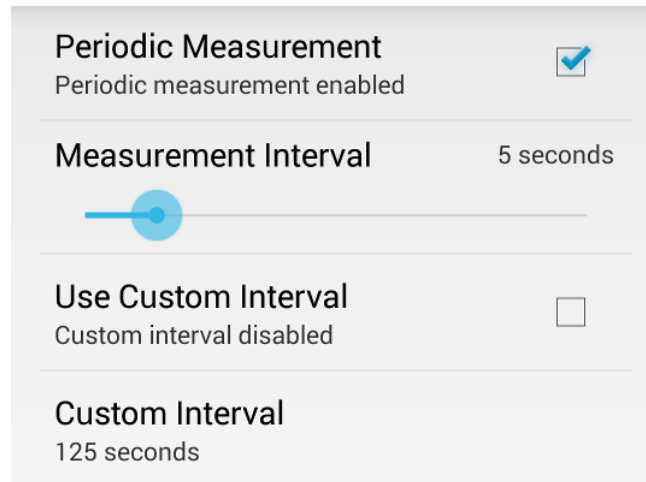 Periodic Measurement
Periodic measurement enabled
Measurement Interval 5 seconds
Use Custom Interval
Custom interval disabled
Custom Interval
125 seconds